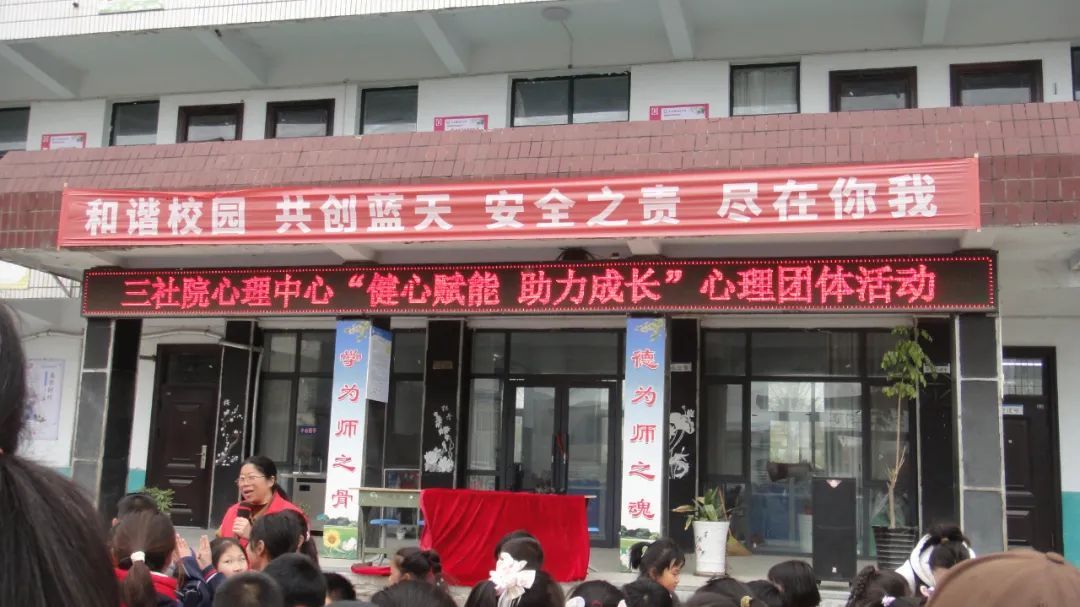 和谐校园 共创蓝天 安全之责 尽在你我
三社院心理中心“健心赋能 助力成长”心理团体活动
学为师之骨
德为师之魂